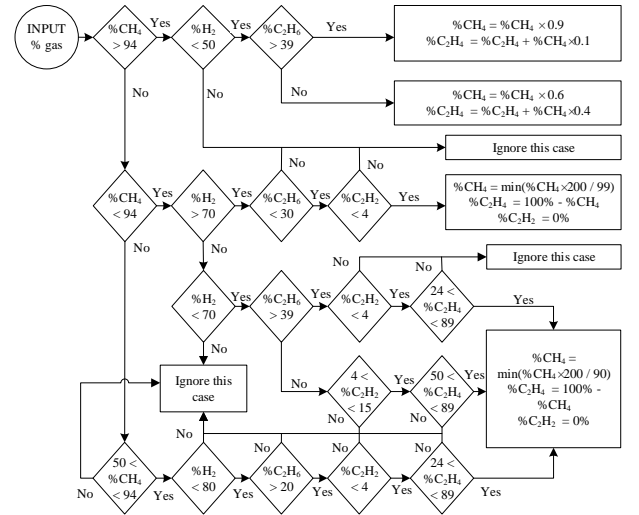 INPUT
% gas
%CH₄
> 94
Yes
%H₂
< 50
Yes
%C₂H₆
> 39
Yes
%CH₄ = %CH₄ × 0.9
%C₂H₄ = %C₂H₄ + %CH₄×0.1
No
No
No
%CH₄ = %CH₄ × 0.6
%C₂H₄ = %C₂H₄ + %CH₄×0.4
Ignore this case
No
No
%CH₄
< 94
Yes
%H₂
> 70
Yes
%C₂H₆
< 30
Yes
%C₂H₂
< 4
Yes
%CH₄ = min(%CH₄×200 / 99)
%C₂H₄ = 100% - %CH₄
%C₂H₂ = 0%
No
No
No
No
Ignore this case
%H₂
< 70
Yes
%C₂H₆
> 39
Yes
%C₂H₂
< 4
Yes
24 <
%C₂H₄
< 89
Yes
No
No
Ignore this
case
4 <
%C₂H₂
< 15
Yes
50 <
%C₂H₄
< 89
Yes
%CH₄ =
min(%CH₄×200 / 90)
%C₂H₄ = 100% -
%CH₄
%C₂H₂ = 0%
No
No
No
No
No
No
50 <
%CH₄
< 94
No
Yes
%H₂
< 80
Yes
%C₂H₆
> 20
Yes
%C₂H₂
< 4
Yes
24 <
%C₂H₄
< 89
Yes